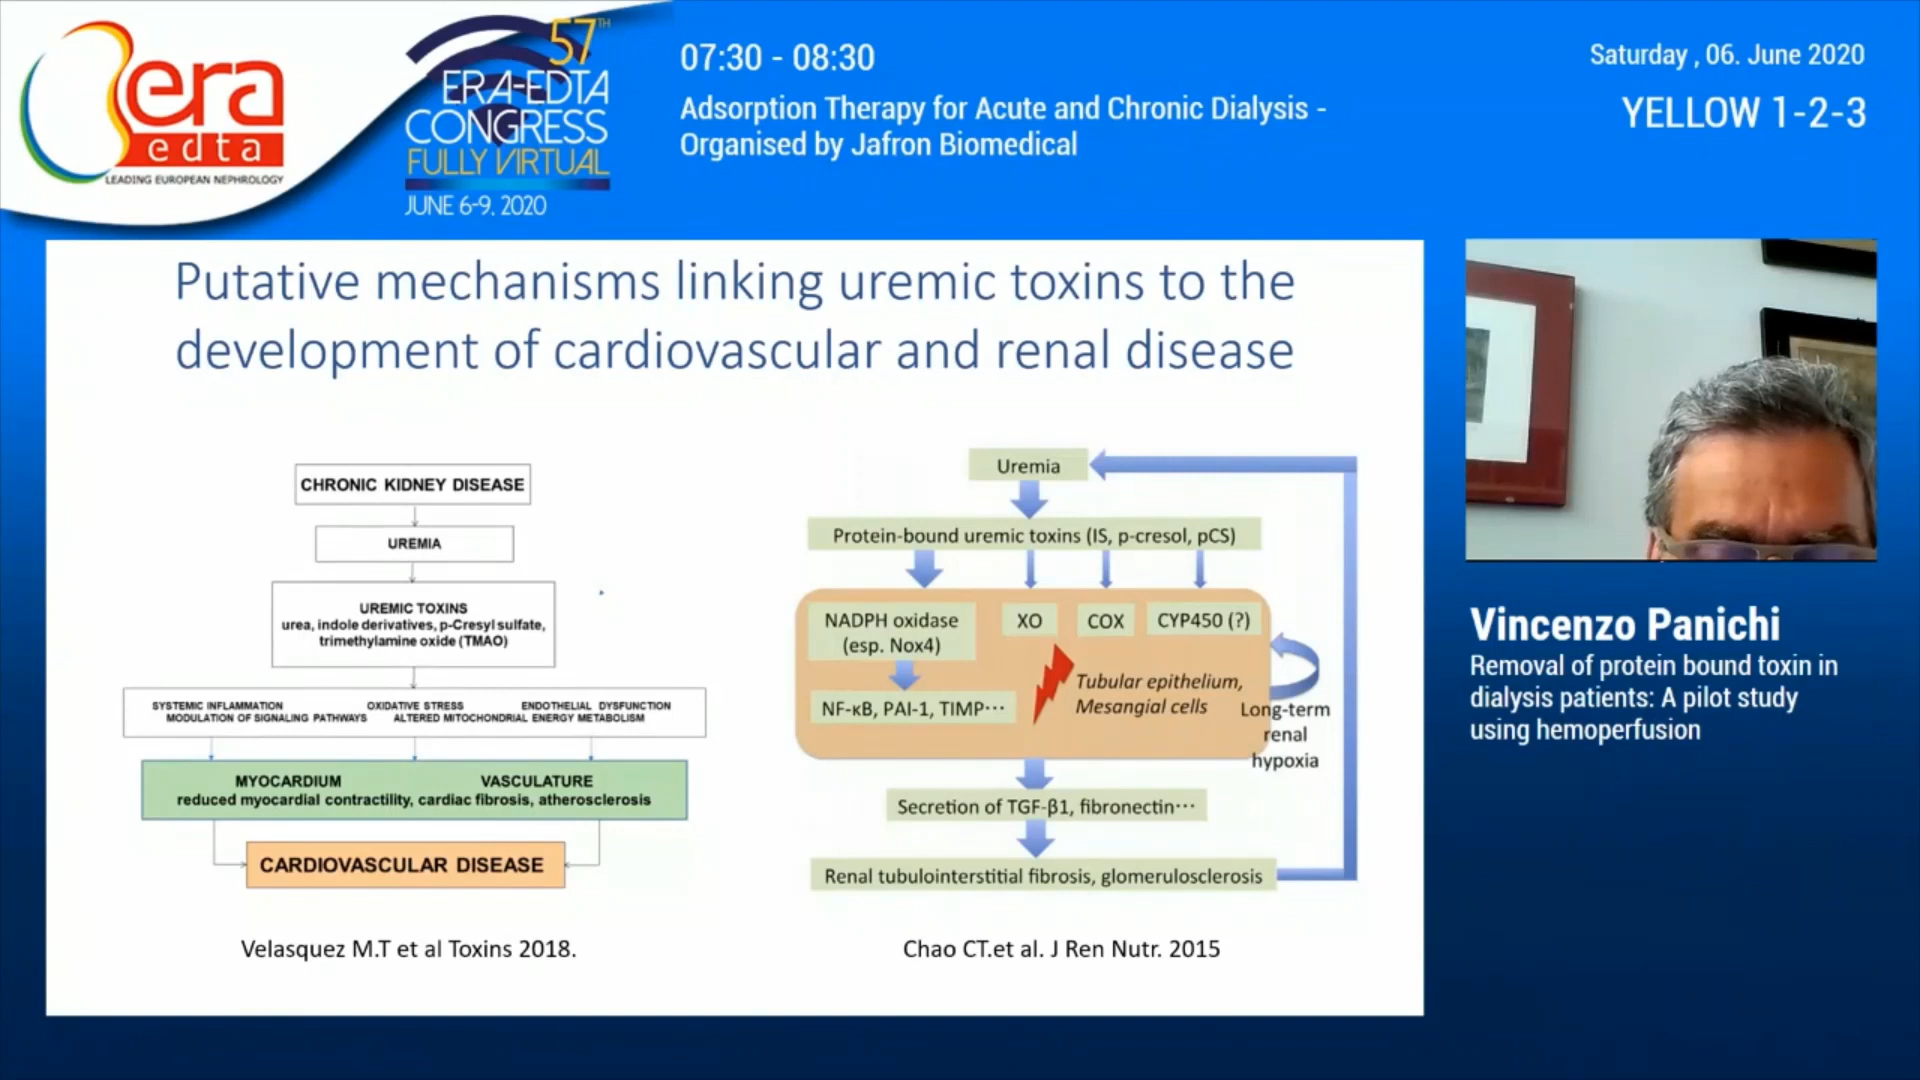 era
edta
LEADING EUROPEAN NEPHROLOGY
57TH
ERA-EDTA
CONGRESS
FULLY VIRTUAL
JUNE 6-9, 2020
07:30 - 08:30
Adsorption Therapy for Acute and Chronic Dialysis -
Organised by Jafron Biomedical
Saturday , 06. June 2020
YELLOW 1-2-3
Putative mechanisms linking uremic toxins to the
development of cardiovascular and renal disease
CHRONIC KIDNEY DISEASE
UREMIA
UREMIC TOXINS
urea, indole derivatives, p-Cresyl sulfate,
trimethylamine oxide (TMAO)
SYSTEMIC INFLAMMATION OXIDATIVE STRESS ENDOTHELIAL DYSFUNCTION
MODULATION OF SIGNALING PATHWAYS ALTERED MITOCHONDRIAL ENERGY METABOLISM
MYOCARDIUM VASCULATURE
reduced myocardial contractility, cardiac fibrosis, atherosclerosis
CARDIOVASCULAR DISEASE
Velasquez M.T et al Toxins 2018.
Uremia
Protein-bound uremic toxins (IS, p-cresol, pCS)
NADPH oxidase
(esp. Nox4)
XO
COX
CYP450 (?)
NF-κB, PAI-1, TIMP⋯
Tubular epithelium,
Mesangial cells
Long-term
renal
hypoxia
Secretion of TGF-β1, fibronectin⋯
Renal tubulointerstitial fibrosis, glomerulosclerosis
Chao CT.et al. J Ren Nutr. 2015
Vincenzo Panichi
Removal of protein bound toxin in
dialysis patients: A pilot study
using hemoperfusion